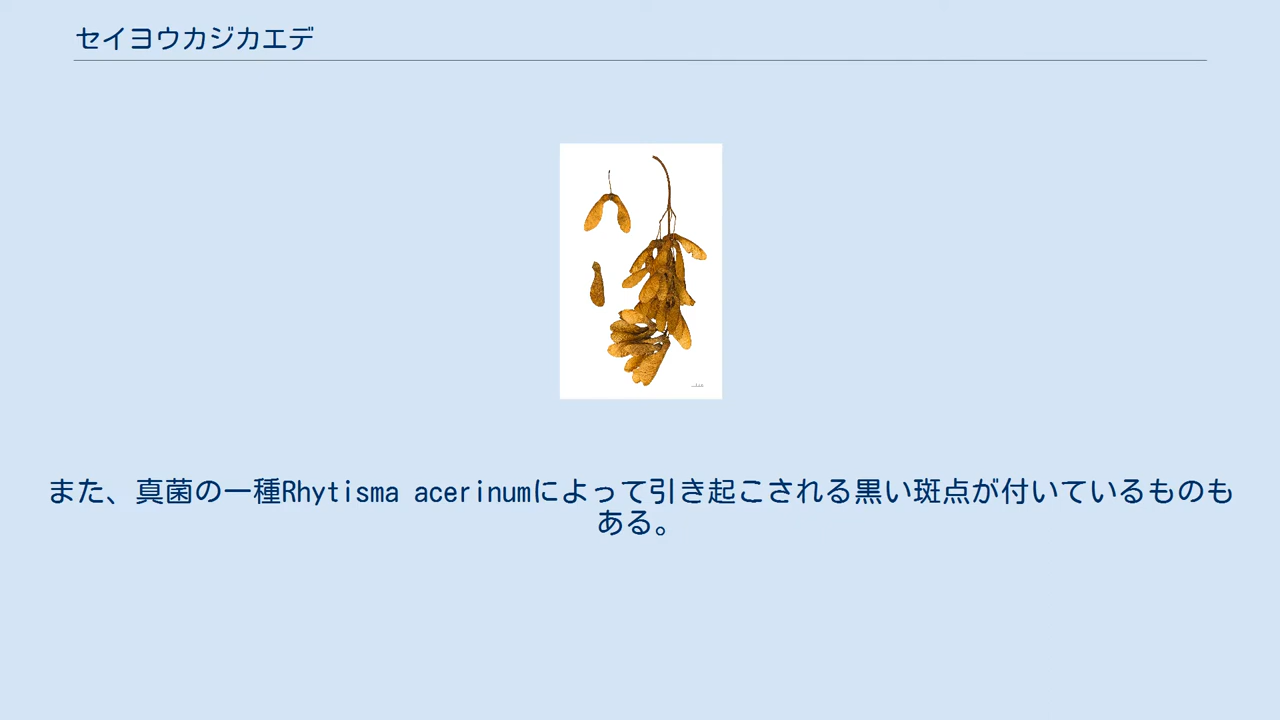 セイヨウカジカエデ
また、真菌の一種Rhytisma acerinumによって引き起こされる黒い斑点が付いているものも
ある。